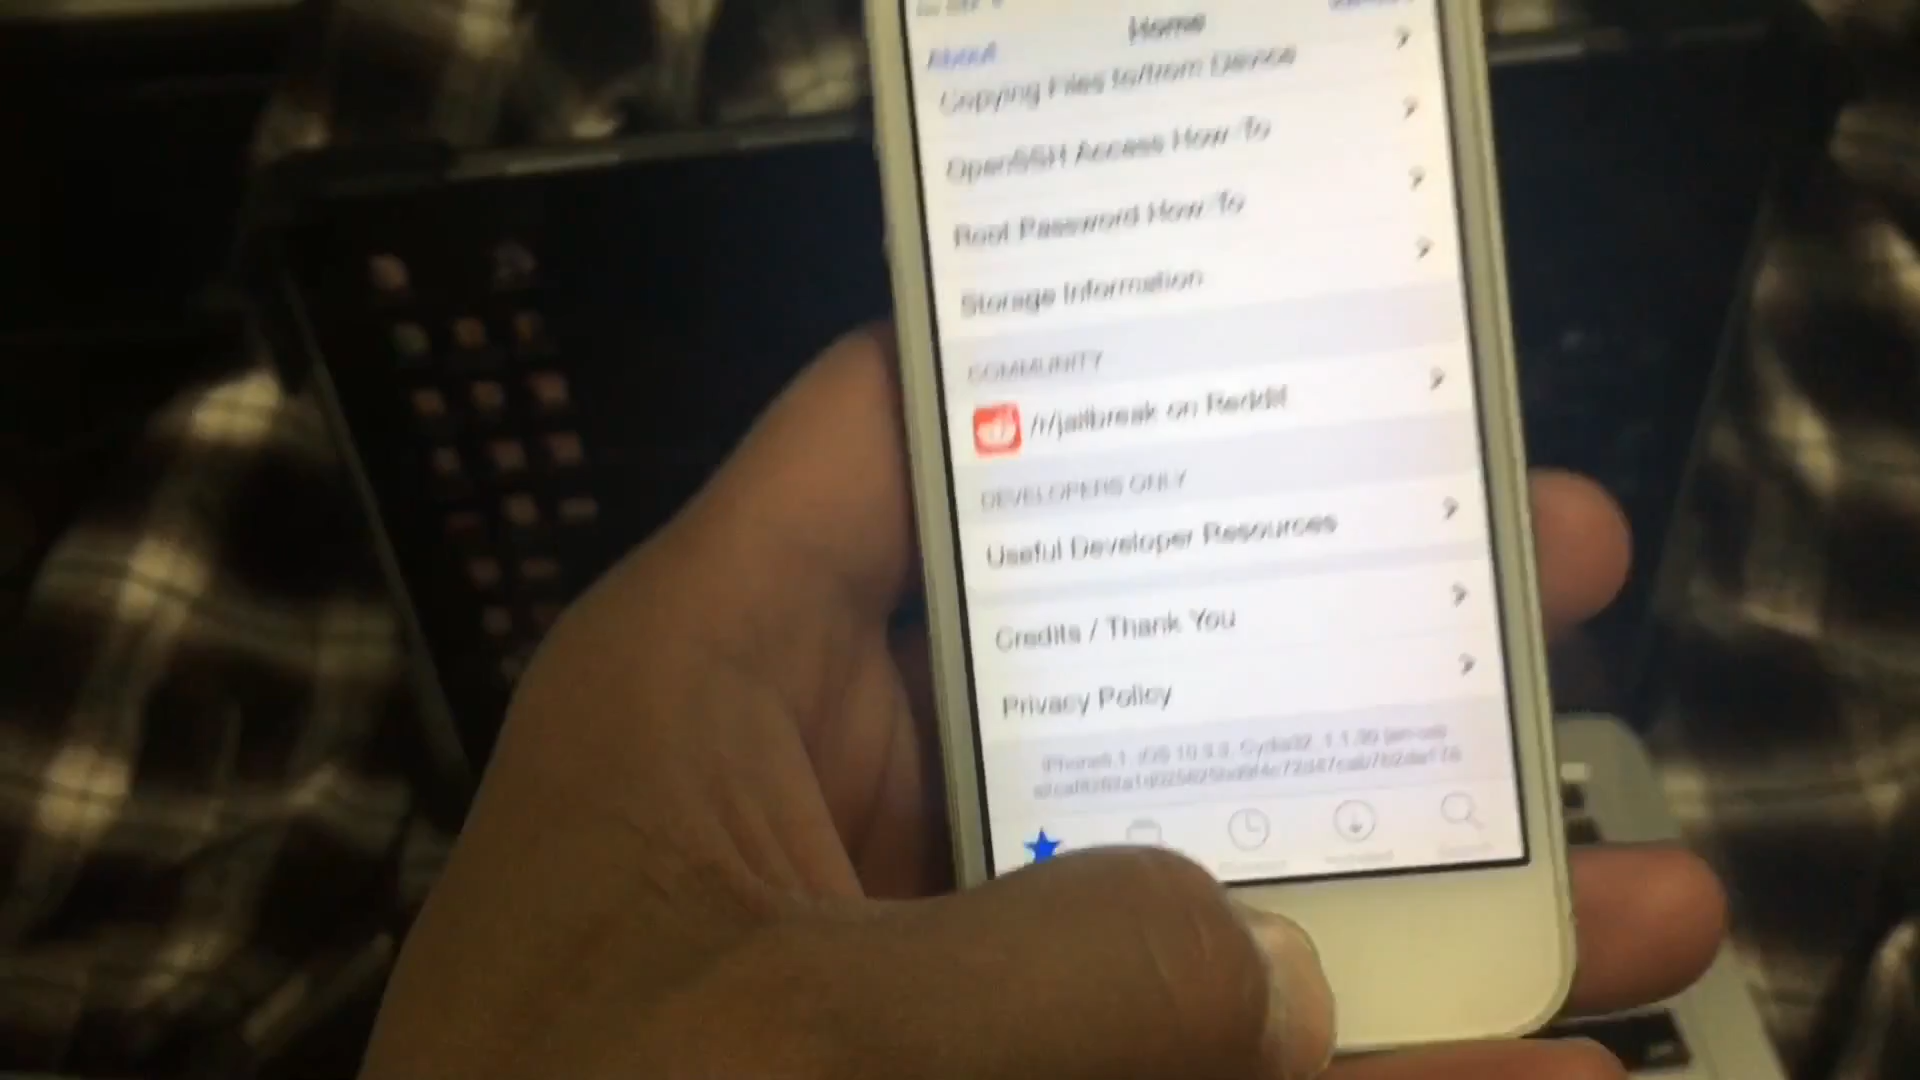 Home
About
Copying Files to/from Device
OpenSSH Access How-To
Root Password How-To
Storage Information
COMMUNITY
/r/jailbreak on Reddit
DEVELOPERS ONLY
Useful Developer Resources
Credits / Thank You
Privacy Policy